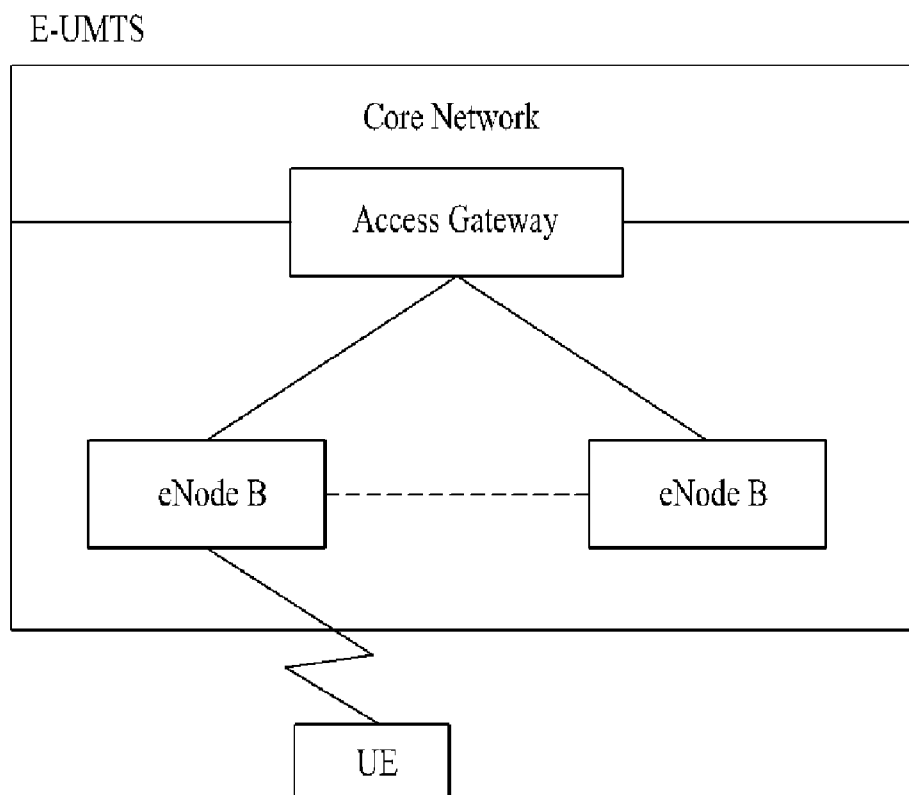 E-UMTS
Core Network
Access Gateway
eNode B
eNode B
UE